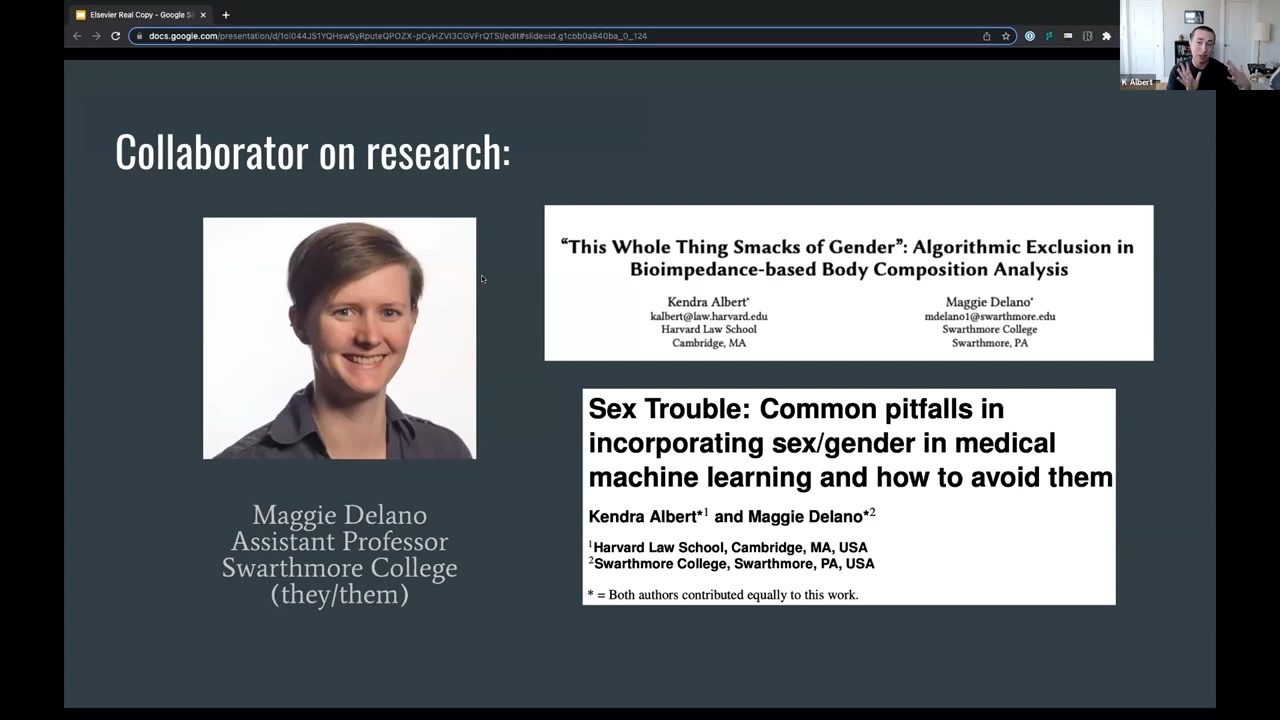 Elsevier Real Copy - Google Sl
docs.google.com/presentation/d/1oi044JS1YQHswSyRputeQPOZX-pCyHZVI3CGVFrQTSI/edit#slide=id.g1cbb0a840ba_0_124
K Albert
Collaborator on research:
“This Whole Thing Smacks of Gender”: Algorithmic Exclusion in
Bioimpedance-based Body Composition Analysis
Kendra Albert*
kalbert@law.harvard.edu
Harvard Law School
Cambridge, MA
Maggie Delano*
mdelano1@swarthmore.edu
Swarthmore College
Swarthmore, PA
Sex Trouble: Common pitfalls in
incorporating sex/gender in medical
machine learning and how to avoid them
Kendra Albert*1 and Maggie Delano*2
1Harvard Law School, Cambridge, MA, USA
2Swarthmore College, Swarthmore, PA, USA
* = Both authors contributed equally to this work.
Maggie Delano
Assistant Professor
Swarthmore College
(they/them)